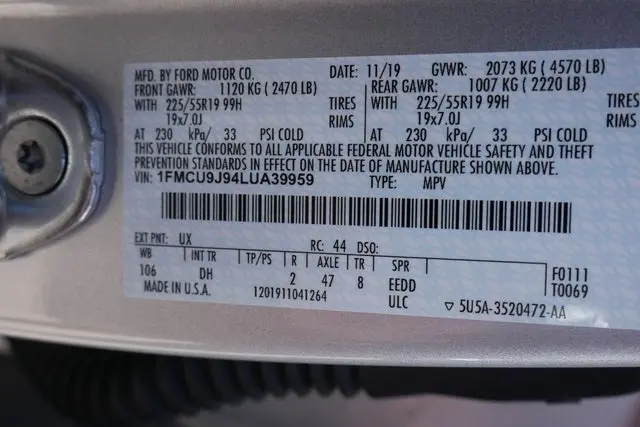 MFD. BY FORD MOTOR CO. DATE: 11/19 GVWR: 2073 KG ( 4570 LB)
FRONT GAWR: 1120 KG ( 2470 LB) REAR GAWR: 1007 KG ( 2220 LB)
WITH 225/55R19 99H TIRES WITH 225/55R19 99H TIRES
19x7.0J RIMS 19x7.0J RIMS
AT 230 kPa/ 33 PSI COLD AT 230 kPa/ 33 PSI COLD
THIS VEHICLE CONFORMS TO ALL APPLICABLE FEDERAL MOTOR VEHICLE SAFETY AND THEFT
PREVENTION STANDARDS IN EFFECT ON THE DATE OF MANUFACTURE SHOWN ABOVE.
VIN: 1FMCU9J94LUA39959 TYPE: MPV
EXT PNT: UX RC: 44 DSO:
WB INT TR TP/PS R AXLE TR SPR
106 DH 2 47 8 EEDD F0111
MADE IN U.S.A. 1201911041264 ULC T0069
▽ 5U5A-3520472-AA